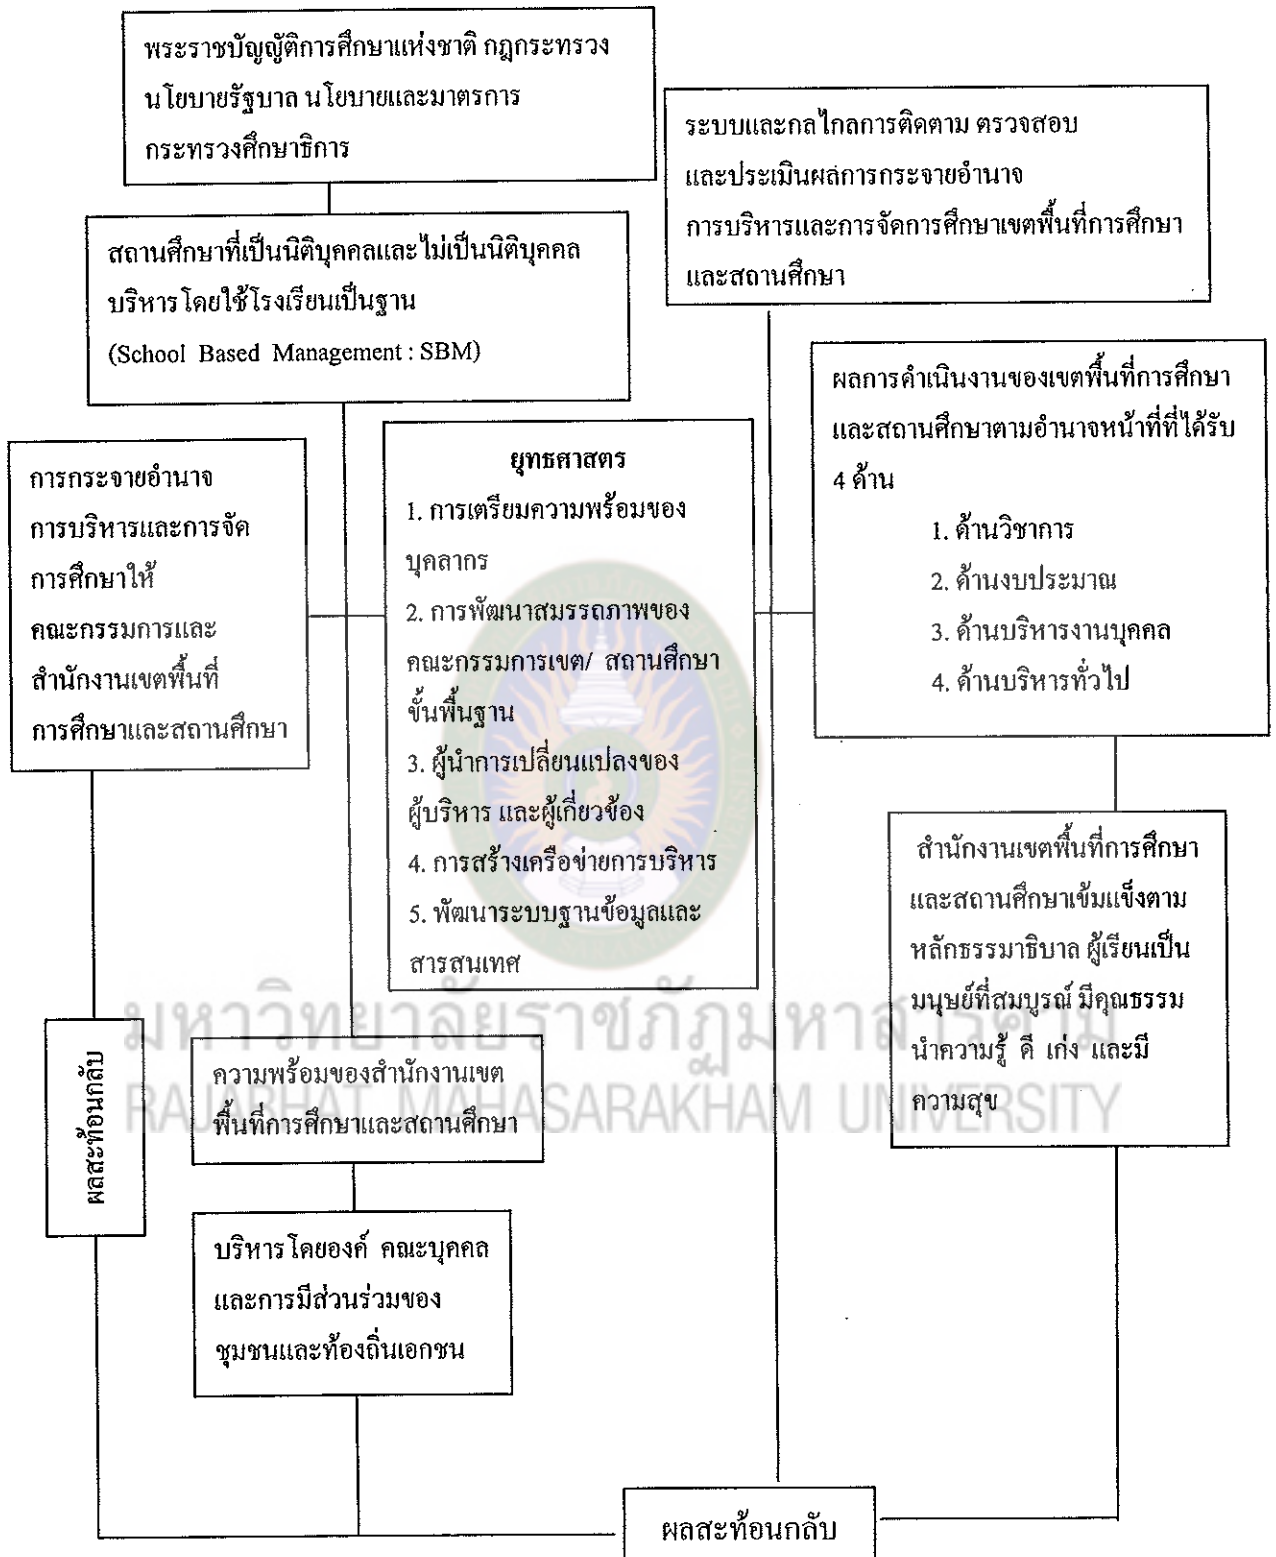 พระราชบัญญัติการศึกษาแห่งชาติ กฎกระทรวง
นโยบายรัฐบาล นโยบายและมาตรการ
กระทรวงศึกษาธิการ
ระบบและกลไกลการติดตาม ตรวจสอบ
และประเมินผลการกระจายอำนาจ
การบริหารและการจัดการศึกษาเขตพื้นที่การศึกษา
และสถานศึกษา
สถานศึกษาที่เป็นนิติบุคคลและไม่เป็นนิติบุคคล
บริหารโดยใช้โรงเรียนเป็นฐาน
(School Based Management : SBM)
ผลการดำเนินงานของเขตพื้นที่การศึกษา
และสถานศึกษาตามอำนาจหน้าที่ที่ได้รับ
4 ด้าน
1. ด้านวิชาการ
2. ด้านงบประมาณ
3. ด้านบริหารงานบุคคล
4. ด้านบริหารทั่วไป
การกระจายอำนาจ
การบริหารและการจัด
การศึกษาให้
คณะกรรมการและ
สำนักงานเขตพื้นที่
การศึกษาและสถานศึกษา
ยุทธศาสตร
1. การเตรียมความพร้อมของ
บุคลากร
2. การพัฒนาสมรรถภาพของ
คณะกรรมการเขต/ สถานศึกษา
ขั้นพื้นฐาน
3. ผู้นำการเปลี่ยนแปลงของ
ผู้บริหาร และผู้เกี่ยวข้อง
4. การสร้างเครือข่ายการบริหาร
5. พัฒนาระบบฐานข้อมูลและ
สารสนเทศ
สำนักงานเขตพื้นที่การศึกษา
และสถานศึกษาเข้มแข็งตาม
หลักธรรมาธิบาล ผู้เรียนเป็น
มนุษย์ที่สมบูรณ์ มีคุณธรรม
นำความรู้ ดี เก่ง และมี
ความสุข
มหาวิทยาลัยราชภัฏมหาสารคาม
RAJABHAT MAHASARAKHAM UNIVERSITY
ผลสะท้อนกลับ
ความพร้อมของสำนักงานเขต
พื้นที่การศึกษาและสถานศึกษา
บริหารโดยองค์ คณะบุคคล
และการมีส่วนร่วมของ
ชุมชนและท้องถิ่นเอกชน
ผลสะท้อนกลับ